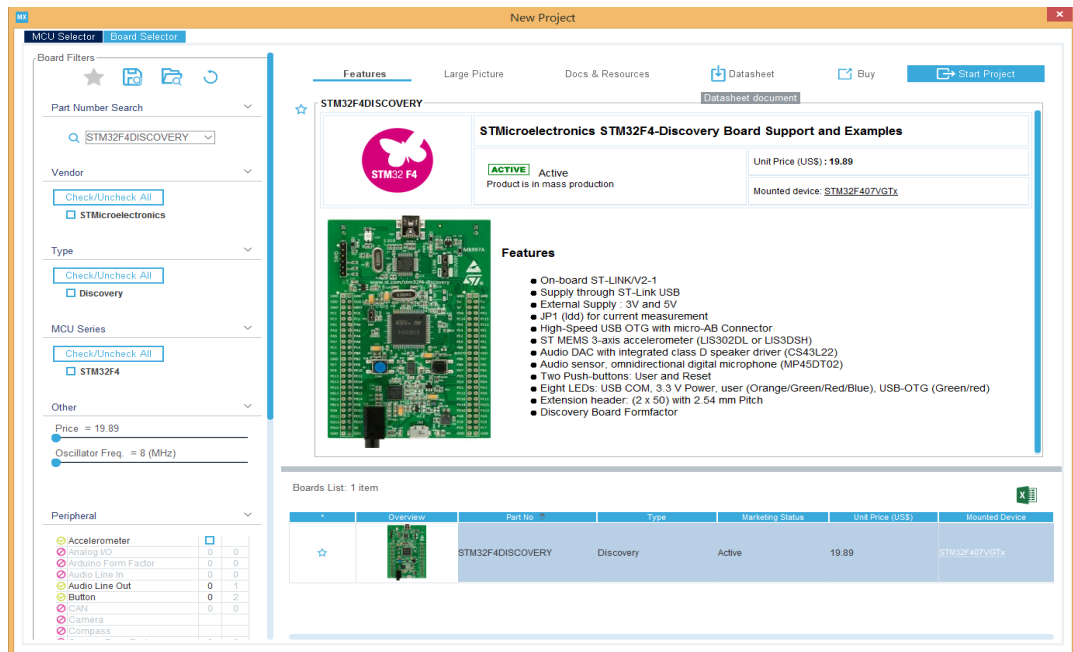 MX
New Project
MCU Selector Board Selector
Board Filters
Part Number Search
STM32F4DISCOVERY
Vendor
Check/Uncheck All
STMicroelectronics
Type
Check/Uncheck All
Discovery
MCU Series
Check/Uncheck All
STM32F4
Other
Price = 19.89
Oscillator Freq. = 8 (MHz)
Peripheral
Accelerometer
Analog I/O 0 0
Arduino Form Factor 0 0
Audio Line In 0 0
Audio Line Out 0 1
Button 0 2
CAN 0 0
Camera
Compass
Features Large Picture Docs & Resources Datasheet Buy Start Project
Datasheet document
STM32F4DISCOVERY
STM32 F4
STMicroelectronics STM32F4-Discovery Board Support and Examples
ACTIVE Active
Product is in mass production
Unit Price (US$) : 19.89
Mounted device: STM32F407VGTx
MB997A
www.st.com/stm32f4-discovery
Features
On-board ST-LINK/V2-1
Supply through ST-Link USB
External Supply : 3V and 5V
JP1 (Idd) for current measurement
High-Speed USB OTG with micro-AB Connector
ST MEMS 3-axis accelerometer (LIS302DL or LIS3DSH)
Audio DAC with integrated class D speaker driver (CS43L22)
Audio sensor, omnidirectional digital microphone (MP45DT02)
Two Push-buttons: User and Reset
Eight LEDs: USB COM, 3.3 V Power, user (Orange/Green/Red/Blue), USB-OTG (Green/red)
Extension header: (2 x 50) with 2.54 mm Pitch
Discovery Board Formfactor
Boards List: 1 item
* Overview Part No Type Marketing Status Unit Price (US$) Mounted Device
STM32F4DISCOVERY Discovery Active 19.89 STM32F407VGTx